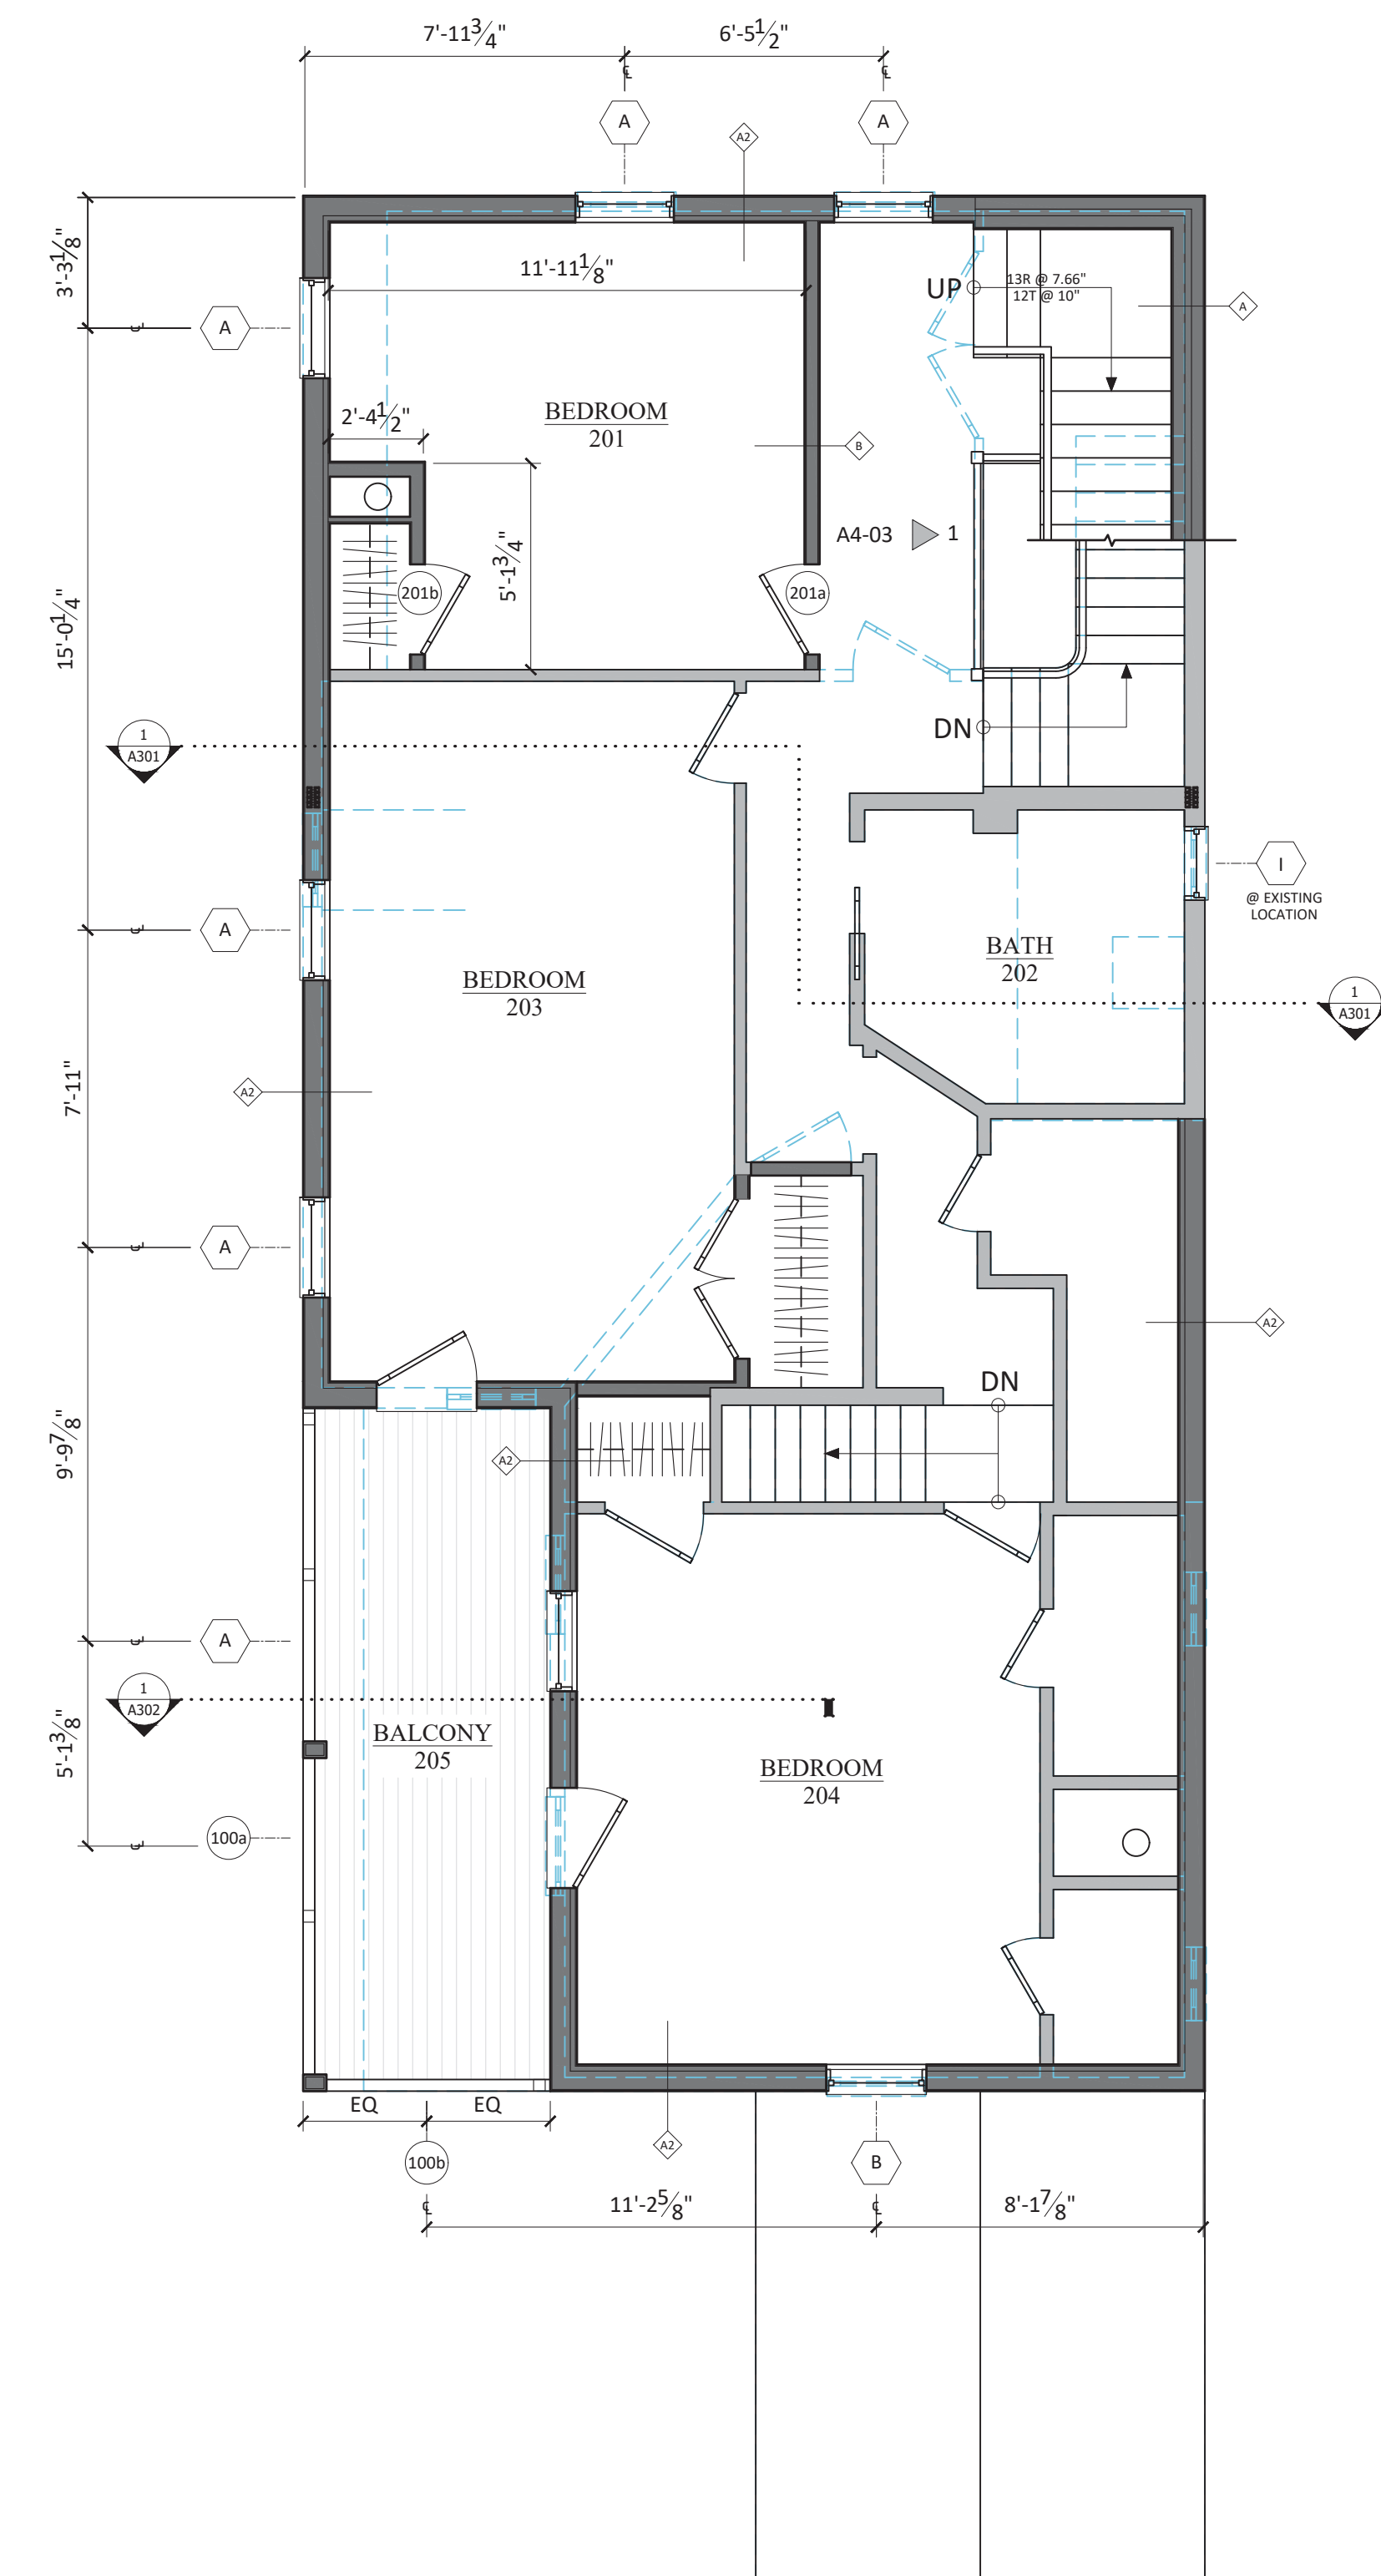 7'-11 3/4"
6'-5 1/2"
℄
℄
A
A
A2
3'-3 1/8"
11'-11 1/8"
UP
13R @ 7.66"
12T @ 10"
A
A
2'-4 1/2"
BEDROOM
201
B
A4-03
1
5'-1 3/4"
201b
201a
15'-0 1/4"
℄
DN
1
A301
I
@ EXISTING
LOCATION
A
℄
BATH
202
BEDROOM
203
1
A301
7'-11"
A2
A
℄
A2
DN
9'-9 7/8"
A2
A
℄
1
A302
BALCONY
205
5'-1 3/8"
BEDROOM
204
100a
℄
EQ
EQ
A2
100b
B
℄
℄
11'-2 5/8"
8'-1 7/8"